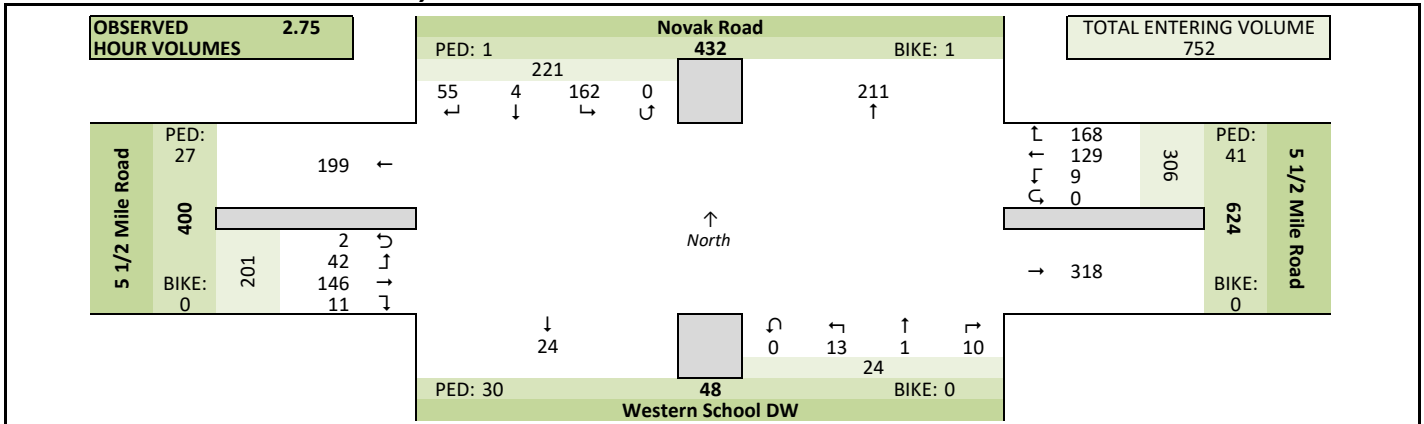 OBSERVED 2.75
HOUR VOLUMES
Novak Road
PED: 1 432 BIKE: 1
TOTAL ENTERING VOLUME
752
221
55 4 162 0
↵ ↓ ↳ ↺
211
↑
5 1/2 Mile Road
PED:
27
400
BIKE:
0
201
199 ←
2 ↺
42 ↰
146 →
11 ↴
↑
North
↑ 168
← 129
↓ 9
↺ 0
306
→ 318
PED:
41
624
BIKE:
0
5 1/2 Mile Road
↓
24
↺ ↰ ↑ ↱
0 13 1 10
24
PED: 30 48 BIKE: 0
Western School DW